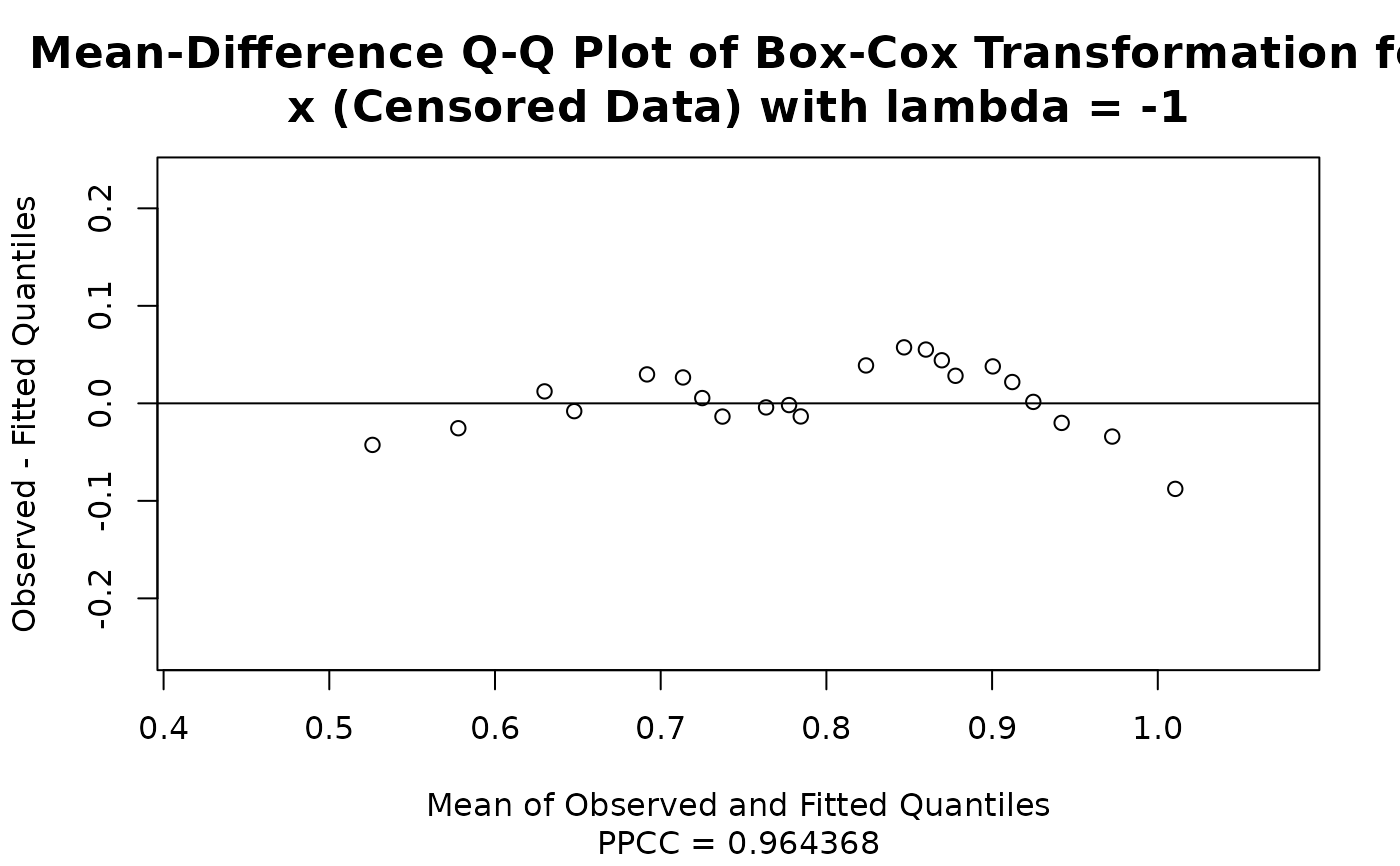 Mean-Difference Q-Q Plot of Box-Cox Transformation
x (Censored Data) with lambda = -1
Observed - Fitted Quantiles
0.2
0.1
0.0
-0.1
-0.2
0.4 0.5 0.6 0.7 0.8 0.9 1.0
Mean of Observed and Fitted Quantiles
PPCC = 0.964368